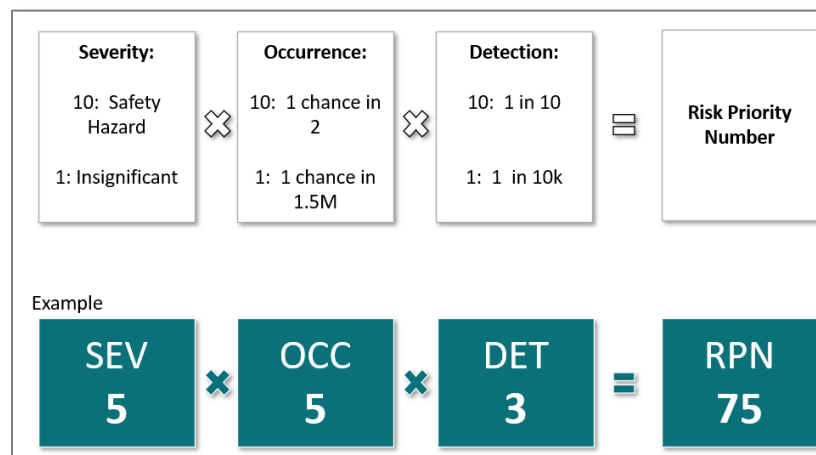 Severity:
10:  Safety
Hazard
1: Insignificant
Occurrence:
10:  1 chance in
2
1:  1 chance in
1.5M
Detection:
10:  1 in 10
1:  1  in 10k
Risk Priority
Number
Example
SEV
5
OCC
5
DET
3
RPN
75